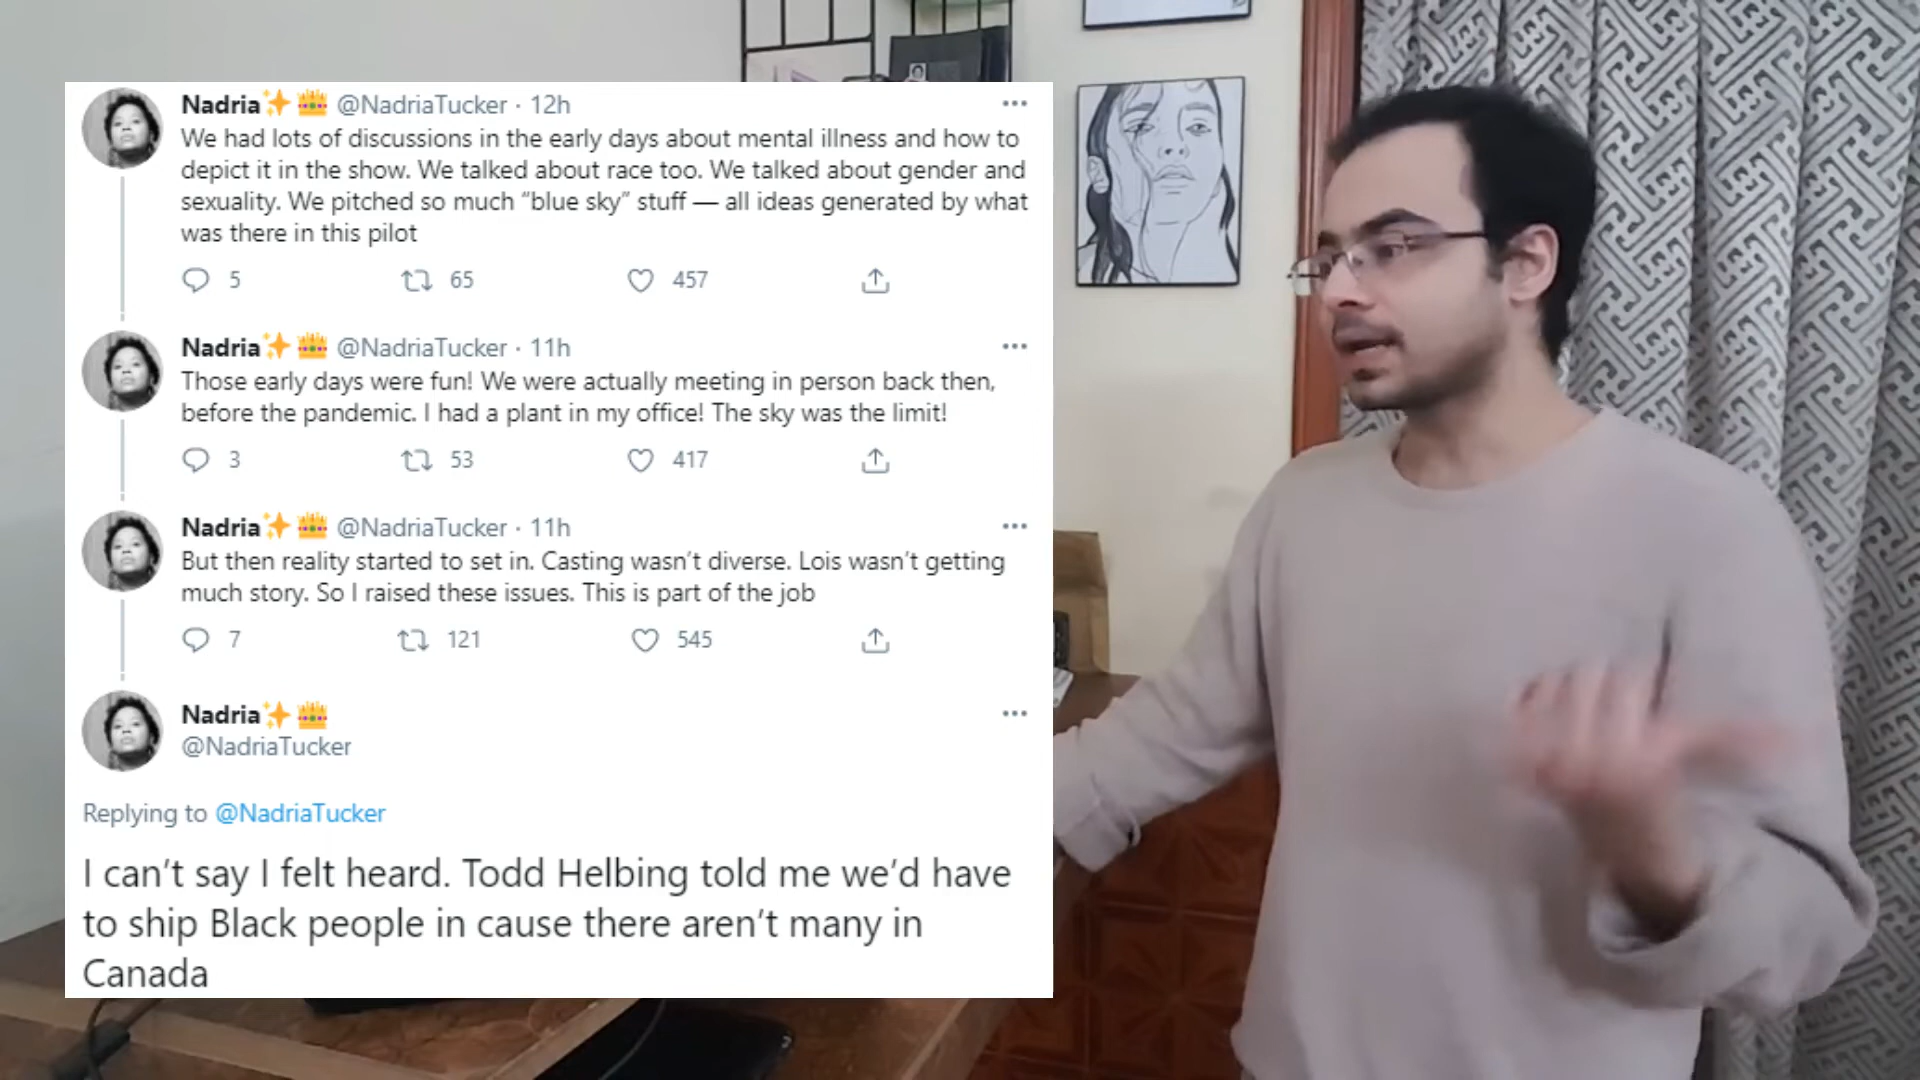 Nadria✨👑 @NadriaTucker · 12h
We had lots of discussions in the early days about mental illness and how to
depict it in the show. We talked about race too. We talked about gender and
sexuality. We pitched so much “blue sky” stuff — all ideas generated by what
was there in this pilot
5 65 457
Nadria✨👑 @NadriaTucker · 11h
Those early days were fun! We were actually meeting in person back then,
before the pandemic. I had a plant in my office! The sky was the limit!
3 53 417
Nadria✨👑 @NadriaTucker · 11h
But then reality started to set in. Casting wasn’t diverse. Lois wasn’t getting
much story. So I raised these issues. This is part of the job
7 121 545
Nadria✨👑
@NadriaTucker
Replying to @NadriaTucker
I can’t say I felt heard. Todd Helbing told me we’d have
to ship Black people in cause there aren’t many in
Canada